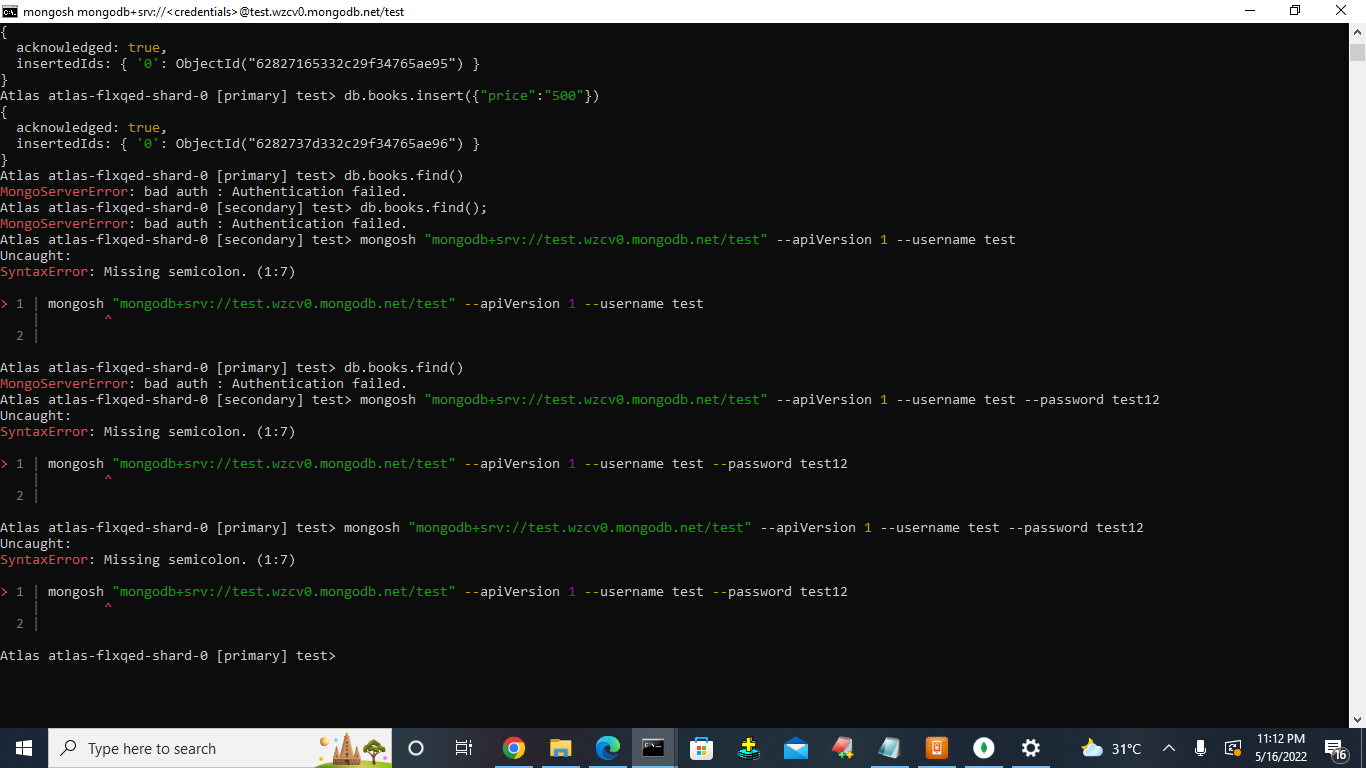 mongosh mongodb+srv://<credentials>@test.wzcv0.mongodb.net/test
{
  acknowledged: true,
  insertedIds: { '0': ObjectId("62827165332c29f34765ae95") }
}
Atlas atlas-flxqed-shard-0 [primary] test> db.books.insert({"price":"500"})
{
  acknowledged: true,
  insertedIds: { '0': ObjectId("6282737d332c29f34765ae96") }
}
Atlas atlas-flxqed-shard-0 [primary] test> db.books.find()
MongoServerError: bad auth : Authentication failed.
Atlas atlas-flxqed-shard-0 [secondary] test> db.books.find();
MongoServerError: bad auth : Authentication failed.
Atlas atlas-flxqed-shard-0 [secondary] test> mongosh "mongodb+srv://test.wzcv0.mongodb.net/test" --apiVersion 1 --username test
Uncaught:
SyntaxError: Missing semicolon. (1:7)
> 1 | mongosh "mongodb+srv://test.wzcv0.mongodb.net/test" --apiVersion 1 --username test
    |        ^
  2 |
Atlas atlas-flxqed-shard-0 [primary] test> db.books.find()
MongoServerError: bad auth : Authentication failed.
Atlas atlas-flxqed-shard-0 [secondary] test> mongosh "mongodb+srv://test.wzcv0.mongodb.net/test" --apiVersion 1 --username test --password test12
Uncaught:
SyntaxError: Missing semicolon. (1:7)
> 1 | mongosh "mongodb+srv://test.wzcv0.mongodb.net/test" --apiVersion 1 --username test --password test12
    |        ^
  2 |
Atlas atlas-flxqed-shard-0 [primary] test> mongosh "mongodb+srv://test.wzcv0.mongodb.net/test" --apiVersion 1 --username test --password test12
Uncaught:
SyntaxError: Missing semicolon. (1:7)
> 1 | mongosh "mongodb+srv://test.wzcv0.mongodb.net/test" --apiVersion 1 --username test --password test12
    |        ^
  2 |
Atlas atlas-flxqed-shard-0 [primary] test>
Type here to search
31°C
11:12 PM
5/16/2022
16